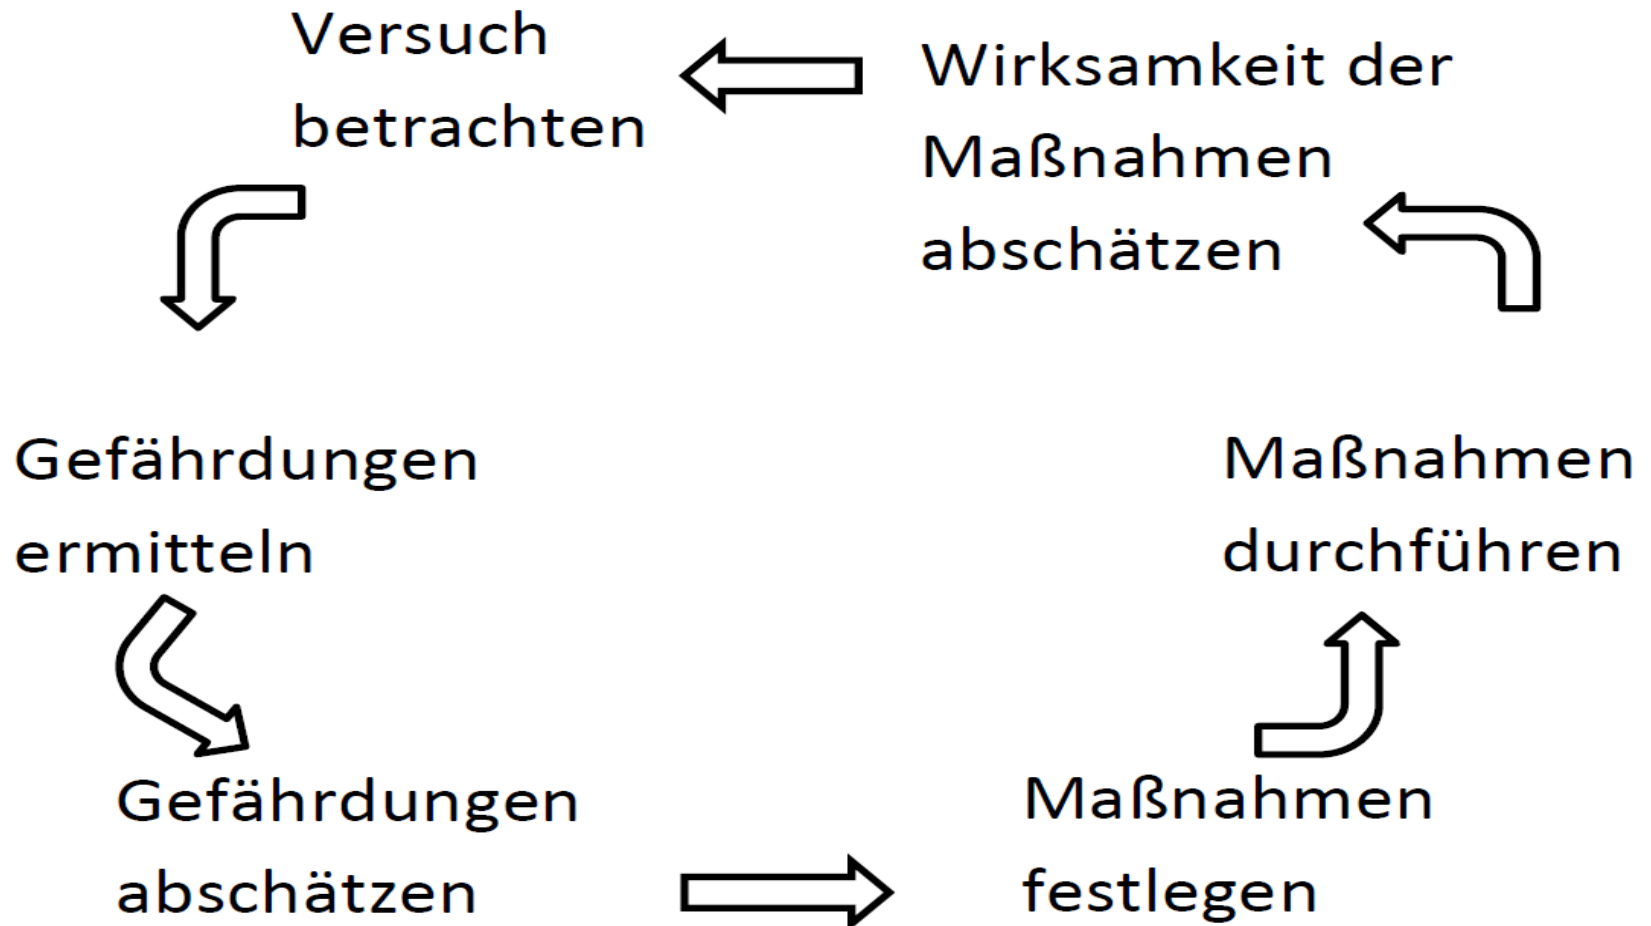 Versuch
betrachten
Wirksamkeit der
Maßnahmen
abschätzen
Gefährdungen
ermitteln
Maßnahmen
durchführen
Gefährdungen
abschätzen
Maßnahmen
festlegen